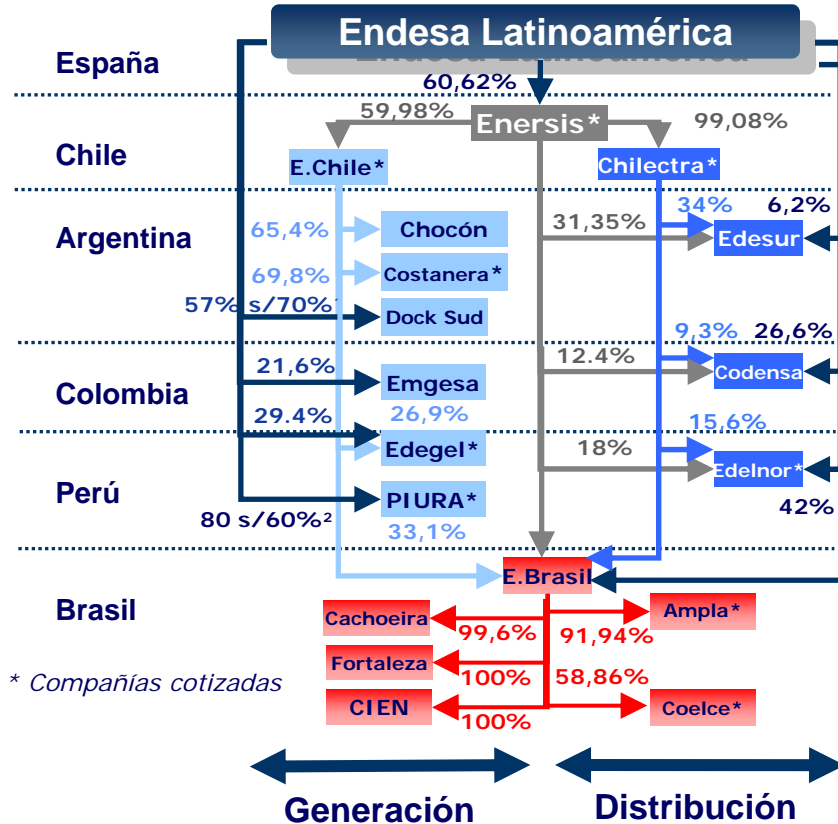 Endesa Latinoamérica
España
60,62%
59,98%
Enersis*
99,08%
Chile
E.Chile*
Chilectra*
34%
6,2%
65,4%
Chocón
31,35%
Argentina
Edesur
69,8%
Costanera*
57% s/70%¹
Dock Sud
9,3%
26,6%
21,6%
12.4%
Emgesa
Codensa
Colombia
26,9%
29.4%
15,6%
Edegel*
18%
Edelnor*
Perú
PIURA*
42%
80 s/60%²
33,1%
E.Brasil
Brasil
Cachoeira
Ampla*
99,6%
91,94%
Fortaleza
100%
58,86%
* Compañías cotizadas
CIEN
Coelce*
100%
Generación
Distribución